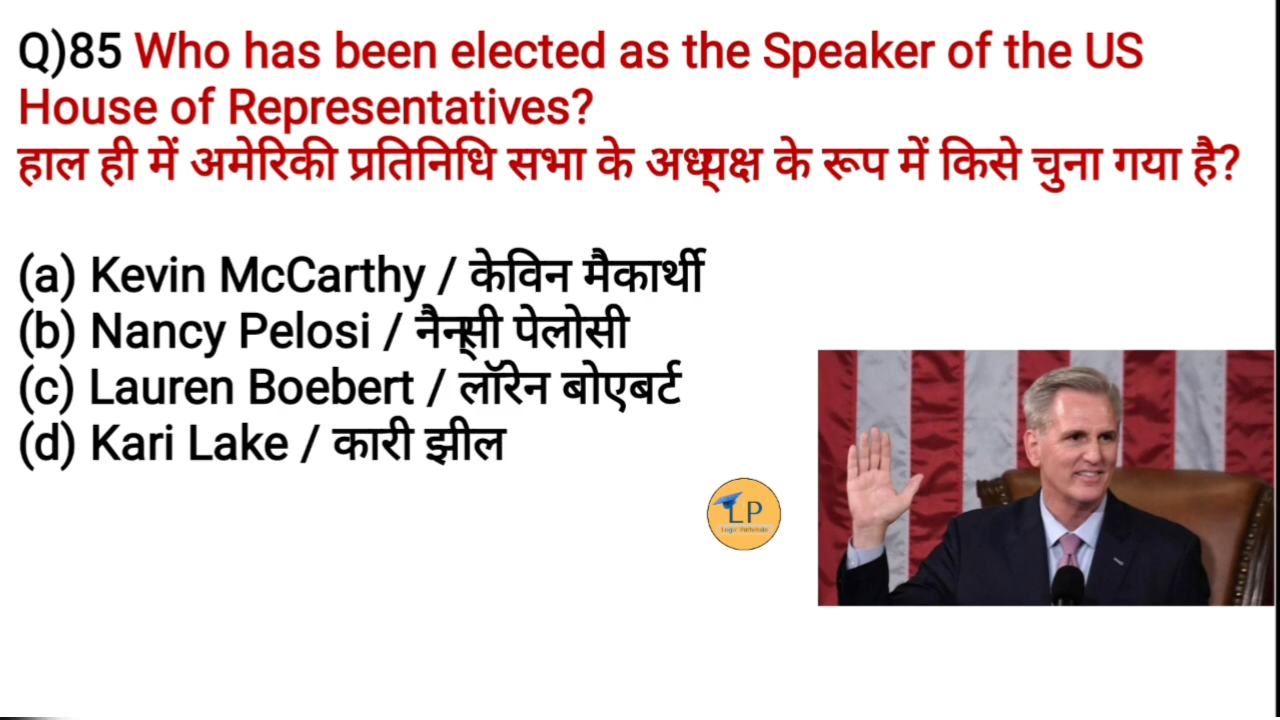 Q)85 Who has been elected as the Speaker of the US
House of Representatives?
हाल ही में अमेरिकी प्रतिनिधि सभा के अध्यक्ष के रूप में किसे चुना गया है?
(a) Kevin McCarthy / केविन मैकार्थी
(b) Nancy Pelosi / नैन्सी पेलोसी
(c) Lauren Boebert / लॉरेन बोएबर्ट
(d) Kari Lake / कारी झील
LP